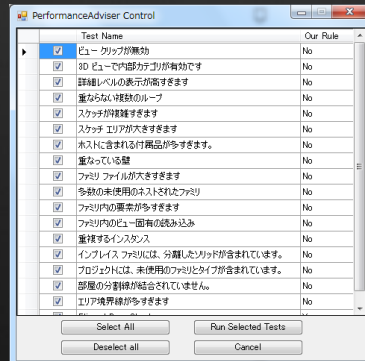 PerformanceAdviser Control
Test Name Our Rule
ビュー クリップが無効 No
3D ビューで内部カテゴリが有効です No
詳細レベルの表示が高すぎます No
重ならない複数のループ No
スケッチが複雑すぎます No
スケッチ エリアが大きすぎます No
ホストに含まれる付属品が多すぎます。 No
重なっている壁 No
ファミリ ファイルが大きすぎます No
多数の未使用のネストされたファミリ No
ファミリ内の要素が多すぎます No
ファミリ内のビュー固有の読み込み No
重複するインスタンス No
インプレイス ファミリには、分離したソリッドが含まれています。 No
プロジェクトには、未使用のファミリとタイプが含まれています。 No
部屋の分割線が結合されていません。 No
エリア境界線が多すぎます No
Select All Run Selected Tests
Deselect all Cancel